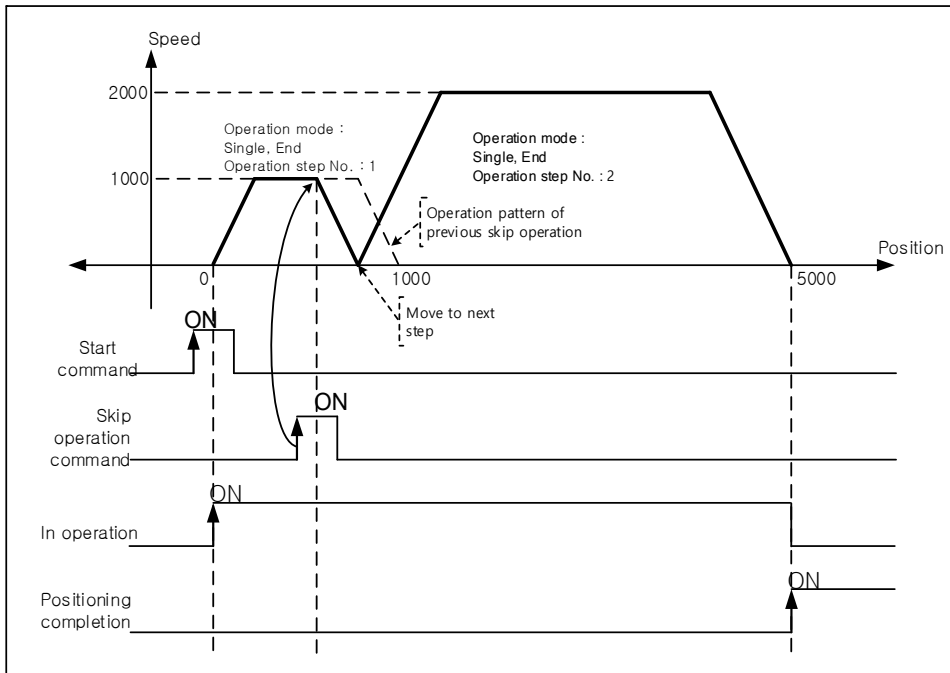 Speed
2000
Operation mode :
Single, End
Operation step No. : 1
Operation mode :
Single, End
Operation step No. : 2
1000
Operation pattern of
previous skip operation
Position
0
1000
5000
Move to next
step
ON
Start
command
ON
Skip
operation
command
ON
In operation
ON
Positioning
completion